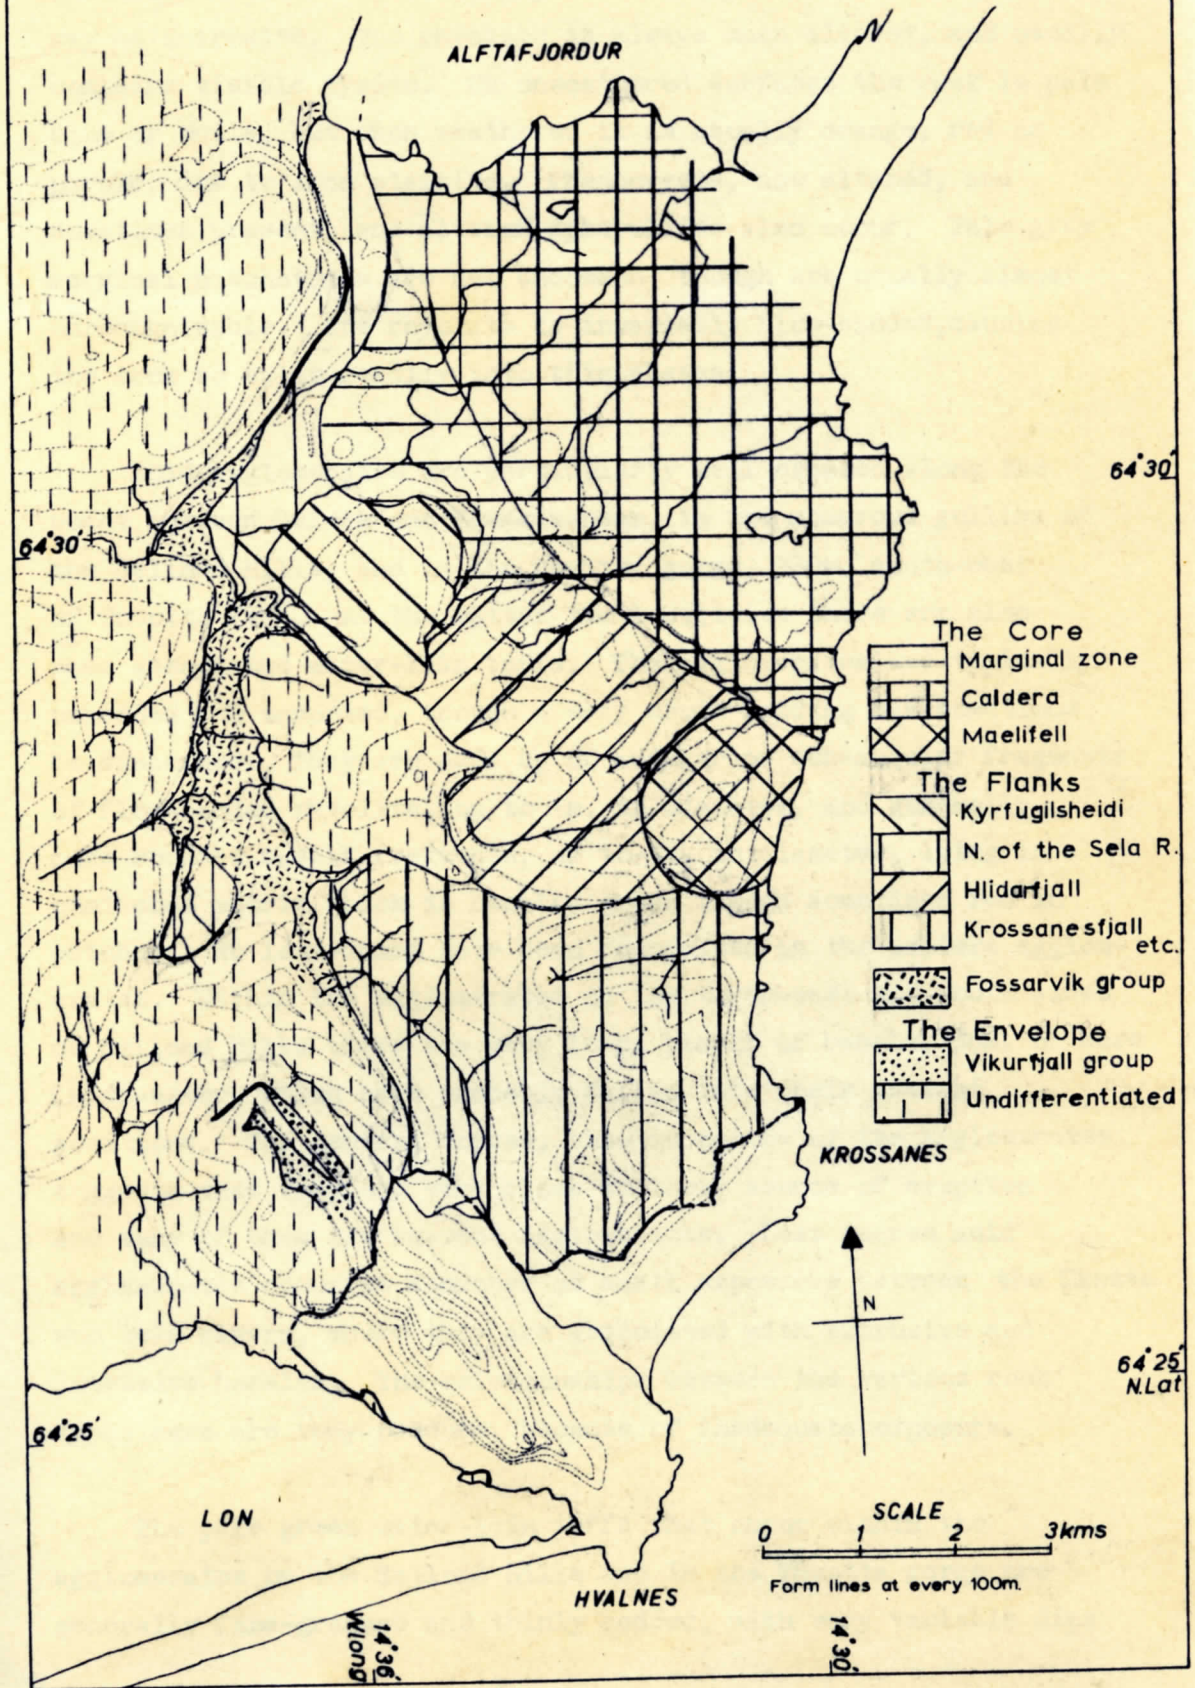 ALFTAFJORDUR
64°30'
64°30'
The Core
Marginal zone
Caldera
Maelifell
The Flanks
Kyrfugilsheidi
N. of the Sela R.
Hlidarfjall
Krossanesfjall
etc.
Fossarvik group
The Envelope
Vikurfjall group
Undifferentiated
KROSSANES
N
64°25'
N.Lat
64°25'
LON
SCALE
0 1 2 3kms
Form lines at every 100m.
HVALNES
14°36'
Wlong
14°30'